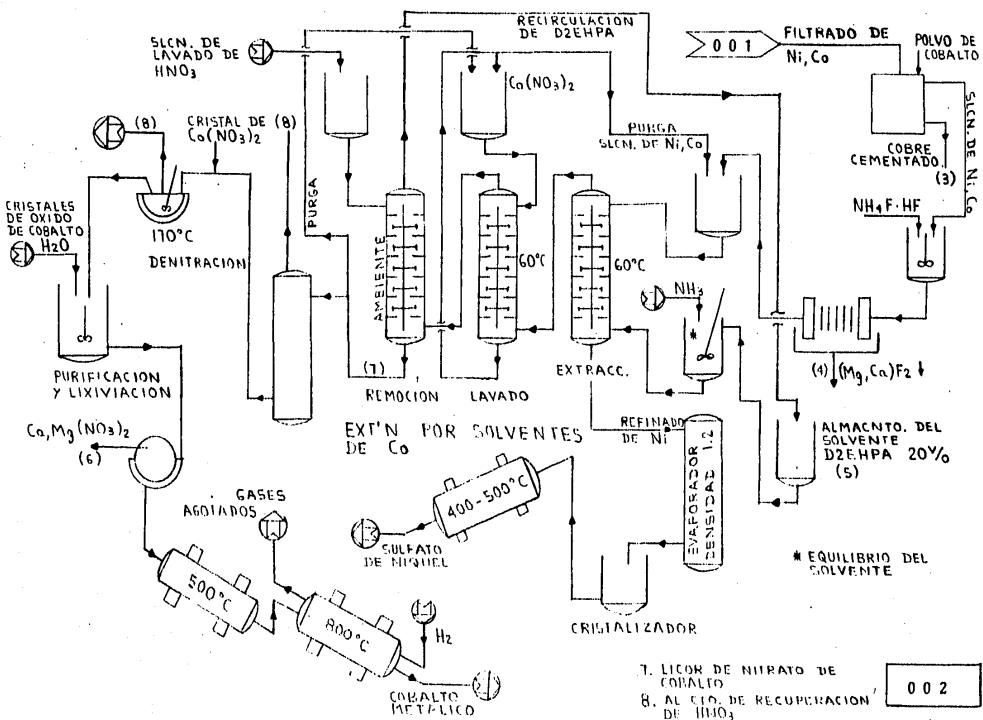 RECIRCULACION
DE D2EHPA
SLCN. DE
LAVADO DE
HNO3
Ca(NO3)2
001
FILTRADO DE
Ni,Co
POLVO DE
COBALTO
SLCN. DE Ni,Co
COBRE
CEMENTADO
(3)
PURGA
SLCN. DE Ni,Co
NH4F·HF
(8)
CRISTAL DE
Co(NO3)2
(8)
PURGA
CRISTALES
DE OXIDO
DE COBALTO
H2O
170°C
DENITRACION
AMBIENTE
60°C
60°C
NH3
*
(4)
(Mg,Ca)F2
PURIFICACION
Y LIXIVIACION
(7)
REMOCION
LAVADO
EXTRACC.
EXT'N POR SOLVENTES
DE Co
REFINADO
DE Ni
EVAPORADOR
DENSIDAD 1.2
ALMACNTO. DEL
SOLVENTE
D2EHPA 20V/o
(5)
Ca,Mg(NO3)2
(6)
GASES
AGOTADOS
400-500°C
SULFATO
DE NIQUEL
* EQUILIBRIO DEL
SOLVENTE
500°C
800°C
H2
CRISTALIZADOR
COBALTO
METALICO
7. LICOR DE NITRATO DE
COBALTO
8. AL CTO. DE RECUPERACION
DE HNO3
002